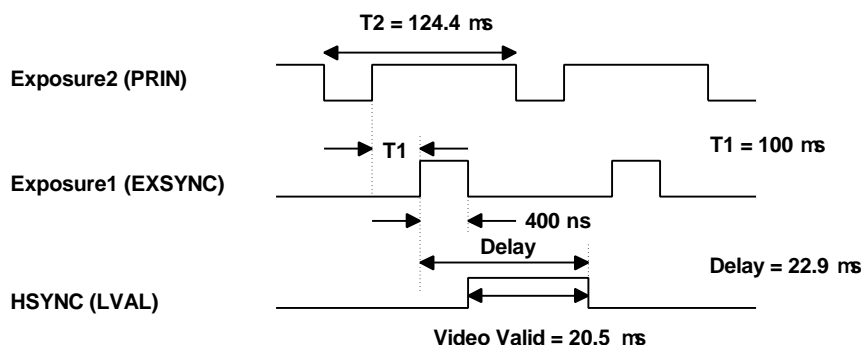 T2 = 124.4 ms
Exposure2 (PRIN)
T1
T1 = 100 ms
Exposure1 (EXSYNC)
400 ns
Delay
Delay = 22.9 ms
HSYNC (LVAL)
Video Valid = 20.5 ms